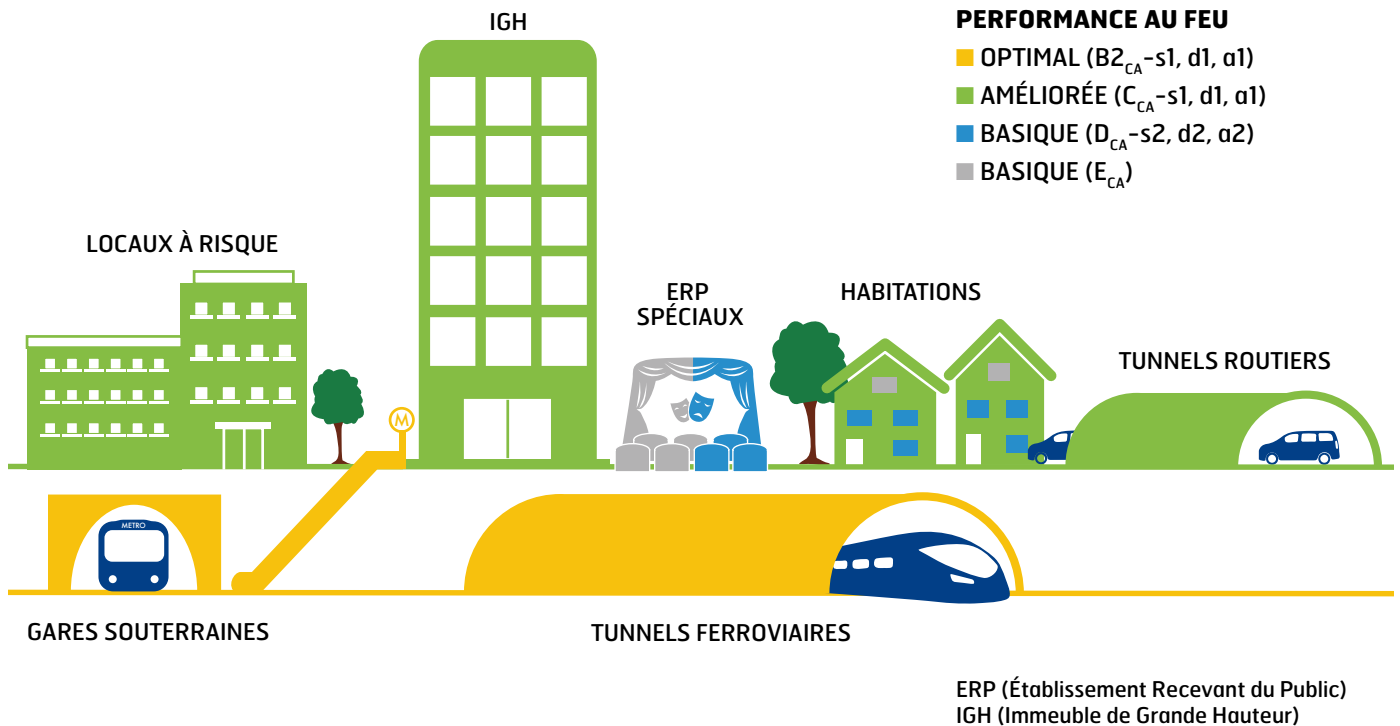 IGH
PERFORMANCE AU FEU
OPTIMAL (B2CA-s1, d1, a1)
AMÉLIORÉE (CCA-s1, d1, a1)
BASIQUE (DCA-s2, d2, a2)
BASIQUE (ECA)
LOCAUX À RISQUE
ERP
SPÉCIAUX
HABITATIONS
TUNNELS ROUTIERS
M
METRO
GARES SOUTERRAINES
TUNNELS FERROVIAIRES
ERP (Établissement Recevant du Public)
IGH (Immeuble de Grande Hauteur)